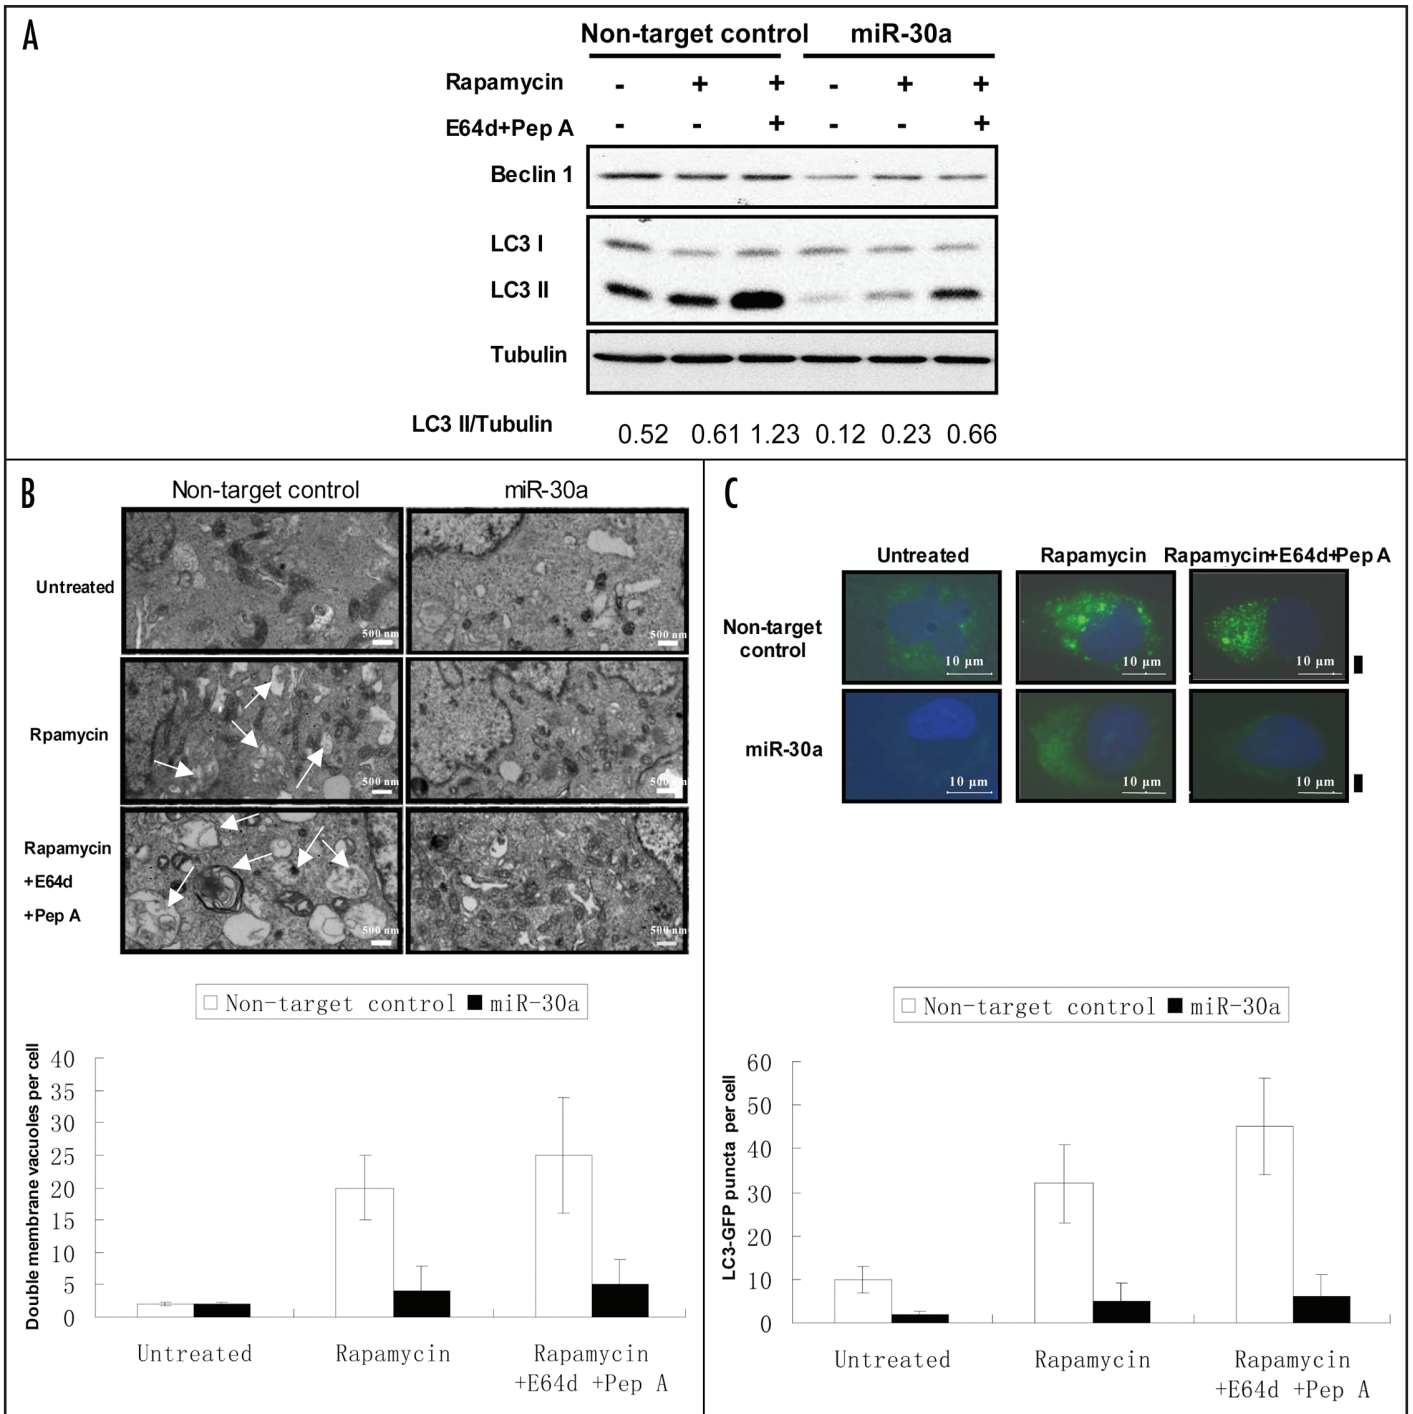 A
Non-target control miR-30a
Rapamycin - + + - + +
E64d+Pep A - - + - - +
Beclin 1
LC3 I
LC3 II
Tubulin
LC3 II/Tubulin 0.52 0.61 1.23 0.12 0.23 0.66
B
Non-target control miR-30a
Untreated
500 nm 500 nm
Rpamycin
500 nm 500 nm
Rapamycin
+E64d
+Pep A
500 nm 500 nm
Non-target control miR-30a
Double membrane vacuoles per cell
40
35
30
25
20
15
10
5
0
Untreated Rapamycin Rapamycin
+E64d +Pep A
C
Untreated Rapamycin Rapamycin+E64d+Pep A
Non-target
control
10 μm 10 μm 10 μm
miR-30a
10 μm 10 μm 10 μm
Non-target control miR-30a
LC3-GFP puncta per cell
60
50
40
30
20
10
0
Untreated Rapamycin Rapamycin
+E64d +Pep A